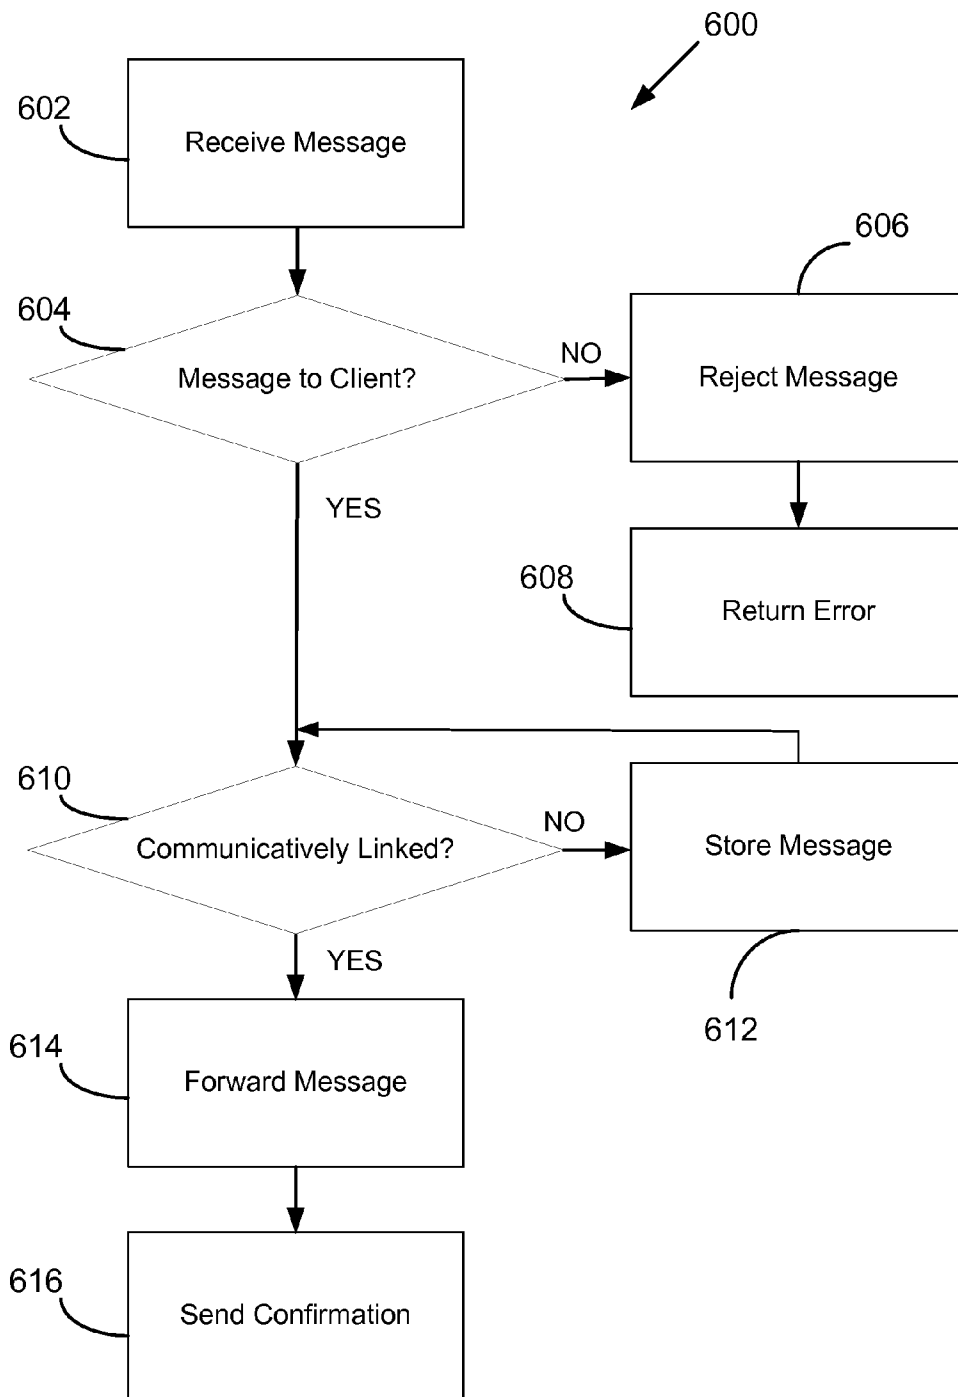 600
602
Receive Message
606
604
Message to Client?
NO
Reject Message
YES
608
Return Error
610
Communicatively Linked?
NO
Store Message
YES
612
614
Forward Message
616
Send Confirmation